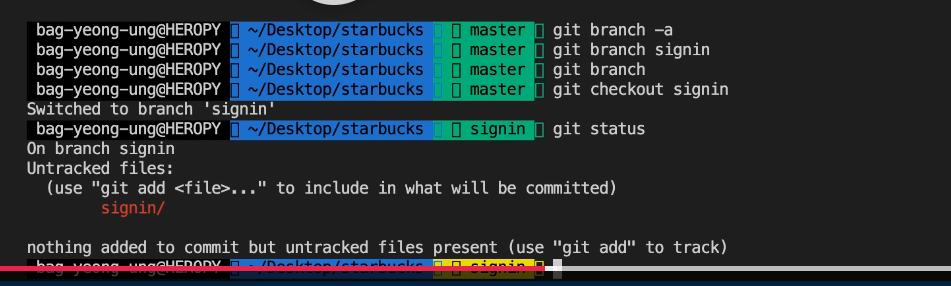 bag-yeong-ung@HEROPY ~/Desktop/starbucks master git branch -a
bag-yeong-ung@HEROPY ~/Desktop/starbucks master git branch signin
bag-yeong-ung@HEROPY ~/Desktop/starbucks master git branch
bag-yeong-ung@HEROPY ~/Desktop/starbucks master git checkout signin
Switched to branch 'signin'
bag-yeong-ung@HEROPY ~/Desktop/starbucks signin git status
On branch signin
Untracked files:
(use "git add <file>..." to include in what will be committed)
signin/
nothing added to commit but untracked files present (use "git add" to track)
bag-yeong-ung@HEROPY ~/Desktop/starbucks signin